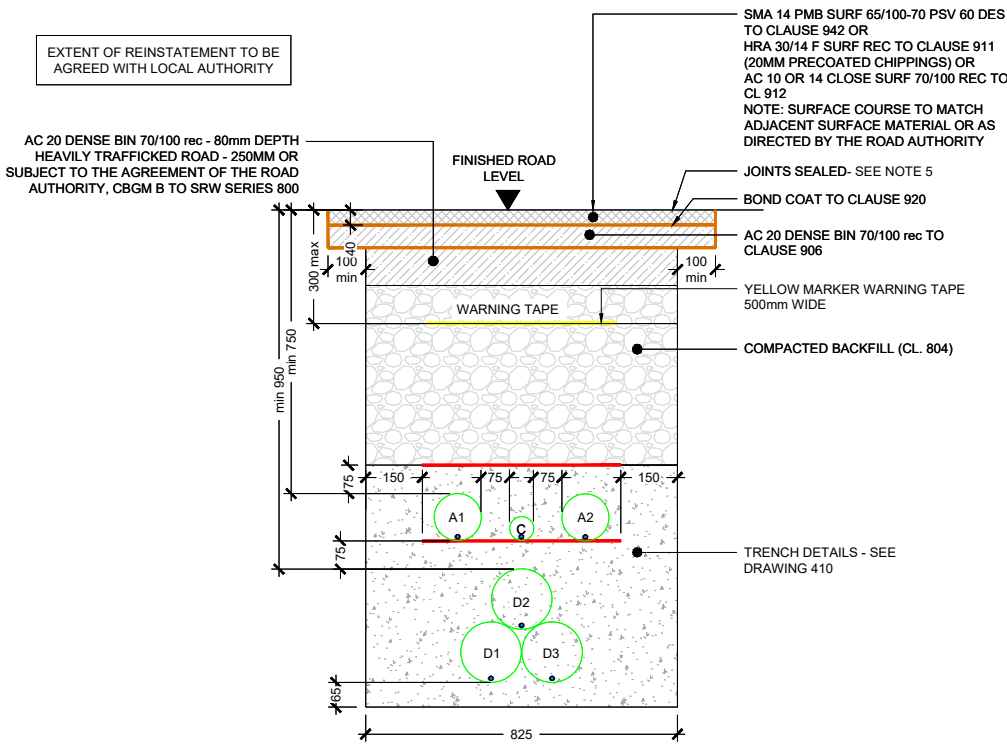 SMA 14 PMB SURF 65/100-70 PSV 60 DES
TO CLAUSE 942 OR
HRA 30/14 F SURF REC TO CLAUSE 911
(20MM PRECOATED CHIPPINGS) OR
AC 10 OR 14 CLOSE SURF 70/100 REC TO
CL 912
NOTE: SURFACE COURSE TO MATCH
ADJACENT SURFACE MATERIAL OR AS
DIRECTED BY THE ROAD AUTHORITY
EXTENT OF REINSTATEMENT TO BE
AGREED WITH LOCAL AUTHORITY
AC 20 DENSE BIN 70/100 rec - 80mm DEPTH
HEAVILY TRAFFICKED ROAD - 250MM OR
SUBJECT TO THE AGREEMENT OF THE ROAD
AUTHORITY, CBGM B TO SRW SERIES 800
FINISHED ROAD
LEVEL
JOINTS SEALED- SEE NOTE 5
BOND COAT TO CLAUSE 920
AC 20 DENSE BIN 70/100 rec TO
CLAUSE 906
40
100
min
100
min
300 max
YELLOW MARKER WARNING TAPE
500mm WIDE
WARNING TAPE
COMPACTED BACKFILL (CL. 804)
min 750
min 950
75
150
75
75
150
A1
C
A2
75
TRENCH DETAILS - SEE
DRAWING 410
D2
D1
D3
65
825